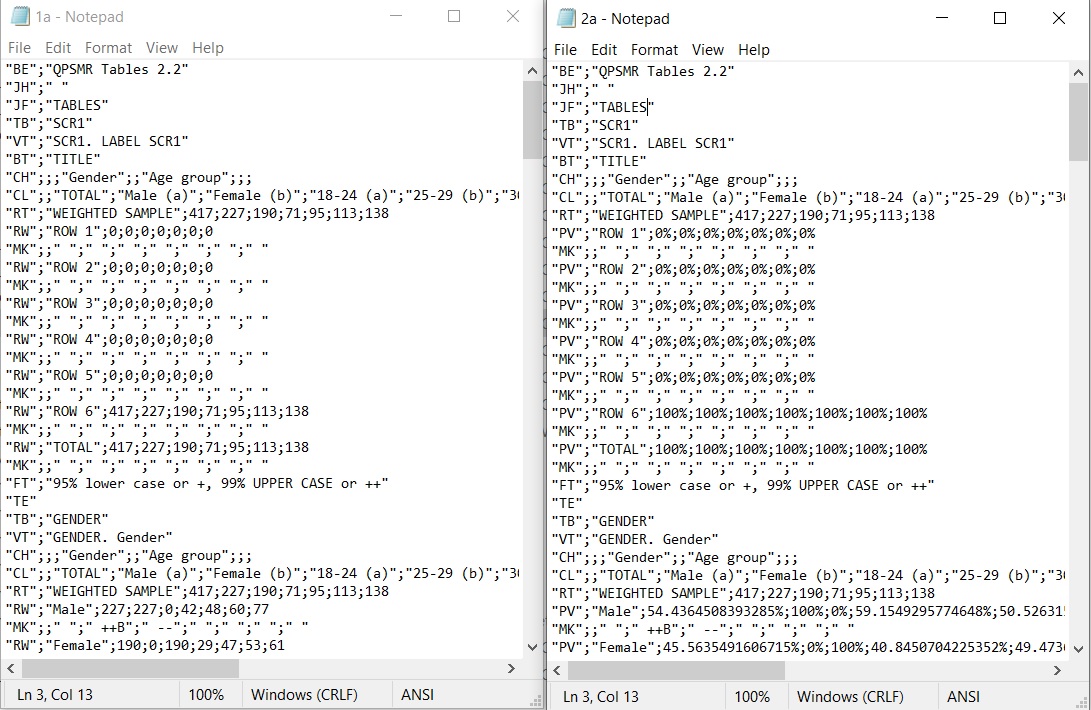 1a - Notepad
File Edit Format View Help
"BE";"QPSMR Tables 2.2"
"JH";" "
"JF";"TABLES"
"TB";"SCR1"
"VT";"SCR1. LABEL SCR1"
"BT";"TITLE"
"CH";;;"Gender";;"Age group";;;
"CL";;"TOTAL";"Male (a)";"Female (b)";"18-24 (a)";"25-29 (b)";"30
"RT";"WEIGHTED SAMPLE";417;227;190;71;95;113;138
"RW";"ROW 1";0;0;0;0;0;0;0
"MK";;" ";" ";" ";" ";" ";" ";" "
"RW";"ROW 2";0;0;0;0;0;0;0
"MK";;" ";" ";" ";" ";" ";" ";" "
"RW";"ROW 3";0;0;0;0;0;0;0
"MK";;" ";" ";" ";" ";" ";" ";" "
"RW";"ROW 4";0;0;0;0;0;0;0
"MK";;" ";" ";" ";" ";" ";" ";" "
"RW";"ROW 5";0;0;0;0;0;0;0
"MK";;" ";" ";" ";" ";" ";" ";" "
"RW";"ROW 6";417;227;190;71;95;113;138
"MK";;" ";" ";" ";" ";" ";" ";" "
"RW";"TOTAL";417;227;190;71;95;113;138
"MK";;" ";" ";" ";" ";" ";" ";" "
"FT";"95% lower case or +, 99% UPPER CASE or ++"
"TE"
"TB";"GENDER"
"VT";"GENDER. Gender"
"CH";;;"Gender";;"Age group";;;
"CL";;"TOTAL";"Male (a)";"Female (b)";"18-24 (a)";"25-29 (b)";"30
"RT";"WEIGHTED SAMPLE";417;227;190;71;95;113;138
"RW";"Male";227;227;0;42;48;60;77
"MK";;" ";" ++B";" --";" ";" ";" ";" "
"RW";"Female";190;0;190;29;47;53;61
Ln 3, Col 13 100% Windows (CRLF) ANSI
2a - Notepad
File Edit Format View Help
"BE";"QPSMR Tables 2.2"
"JH";" "
"JF";"TABLES"
"TB";"SCR1"
"VT";"SCR1. LABEL SCR1"
"BT";"TITLE"
"CH";;;"Gender";;"Age group";;;
"CL";;"TOTAL";"Male (a)";"Female (b)";"18-24 (a)";"25-29 (b)";"30
"RT";"WEIGHTED SAMPLE";417;227;190;71;95;113;138
"PV";"ROW 1";0%;0%;0%;0%;0%;0%;0%
"MK";;" ";" ";" ";" ";" ";" ";" "
"PV";"ROW 2";0%;0%;0%;0%;0%;0%;0%
"MK";;" ";" ";" ";" ";" ";" ";" "
"PV";"ROW 3";0%;0%;0%;0%;0%;0%;0%
"MK";;" ";" ";" ";" ";" ";" ";" "
"PV";"ROW 4";0%;0%;0%;0%;0%;0%;0%
"MK";;" ";" ";" ";" ";" ";" ";" "
"PV";"ROW 5";0%;0%;0%;0%;0%;0%;0%
"MK";;" ";" ";" ";" ";" ";" ";" "
"PV";"ROW 6";100%;100%;100%;100%;100%;100%;100%
"MK";;" ";" ";" ";" ";" ";" ";" "
"PV";"TOTAL";100%;100%;100%;100%;100%;100%;100%
"MK";;" ";" ";" ";" ";" ";" ";" "
"FT";"95% lower case or +, 99% UPPER CASE or ++"
"TE"
"TB";"GENDER"
"VT";"GENDER. Gender"
"CH";;;"Gender";;"Age group";;;
"CL";;"TOTAL";"Male (a)";"Female (b)";"18-24 (a)";"25-29 (b)";"30
"RT";"WEIGHTED SAMPLE";417;227;190;71;95;113;138
"PV";"Male";54.4364508393285%;100%;0%;59.1549295774648%;50.526315
"MK";;" ";" ++B";" --";" ";" ";" ";" "
"PV";"Female";45.5635491606715%;0%;100%;40.8450704225352%;49.4736
Ln 3, Col 13 100% Windows (CRLF) ANSI